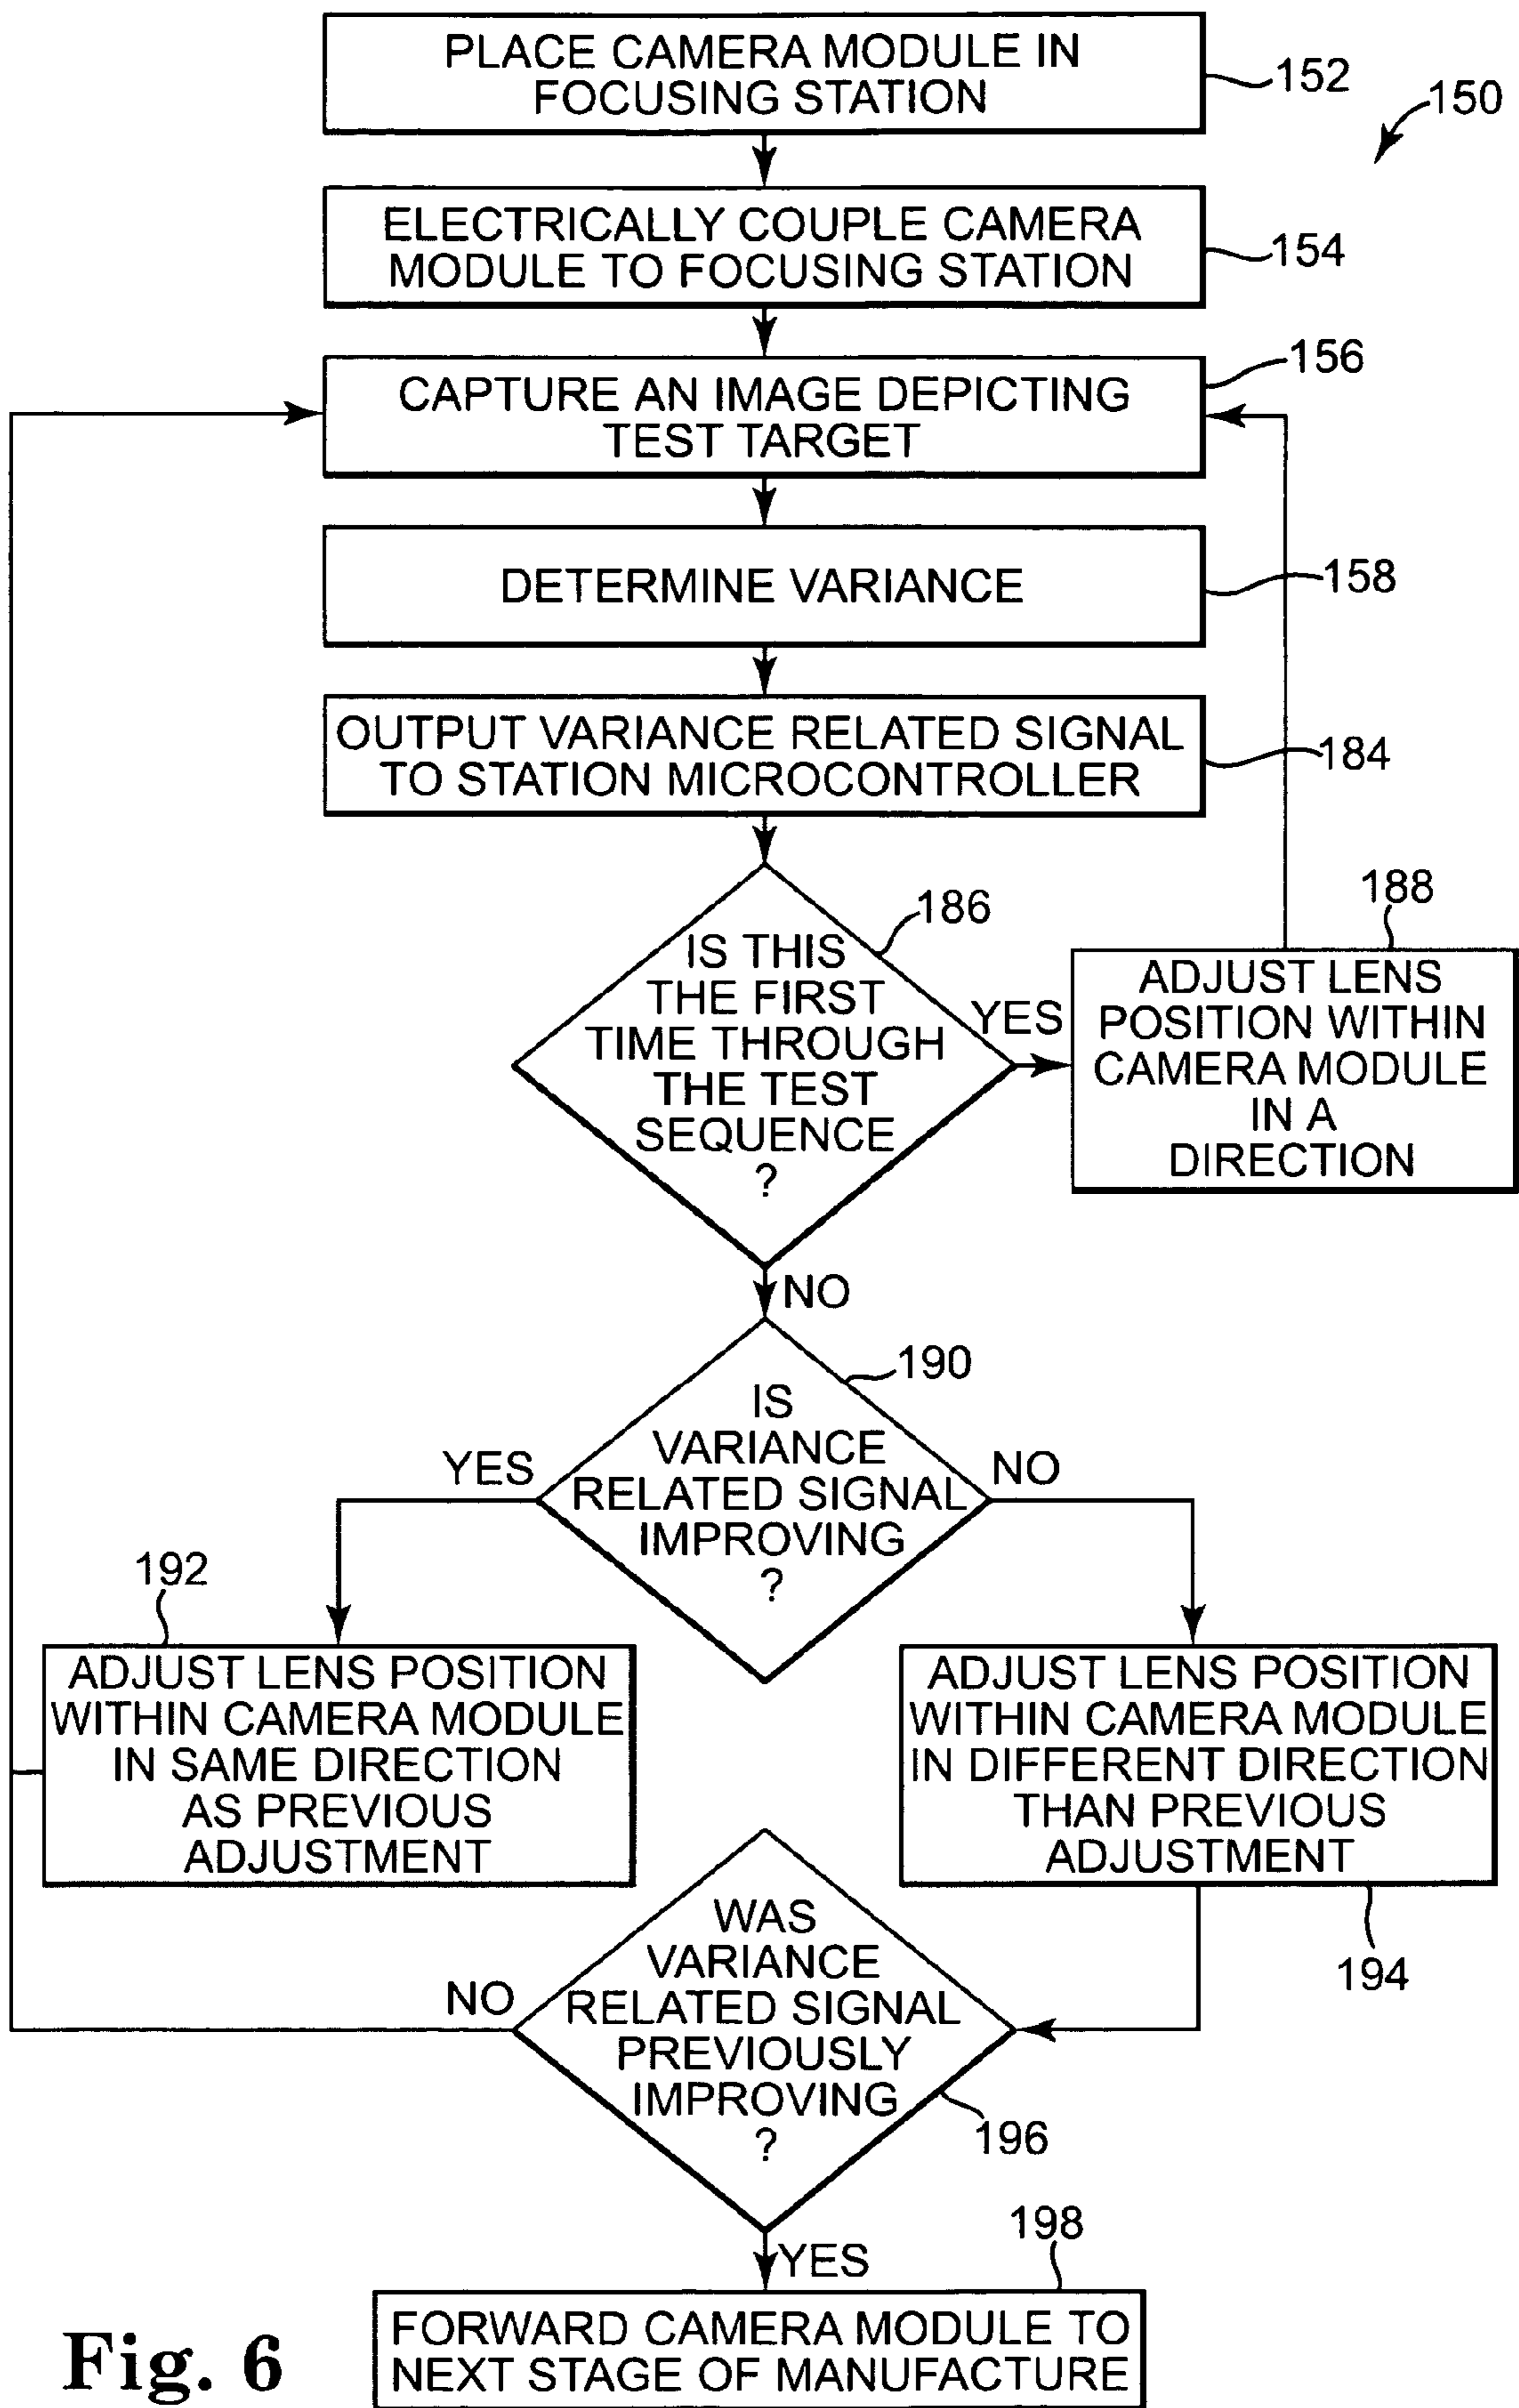 PLACE CAMERA MODULE IN
FOCUSING STATION
152
150
ELECTRICALLY COUPLE CAMERA
MODULE TO FOCUSING STATION
154
CAPTURE AN IMAGE DEPICTING
TEST TARGET
156
DETERMINE VARIANCE
158
OUTPUT VARIANCE RELATED SIGNAL
TO STATION MICROCONTROLLER
184
IS THIS
THE FIRST
TIME THROUGH
THE TEST
SEQUENCE
?
186
YES
188
ADJUST LENS
POSITION WITHIN
CAMERA MODULE
IN A
DIRECTION
NO
IS
VARIANCE
RELATED SIGNAL
IMPROVING
?
190
YES
NO
192
ADJUST LENS POSITION
WITHIN CAMERA MODULE
IN SAME DIRECTION
AS PREVIOUS
ADJUSTMENT
ADJUST LENS POSITION
WITHIN CAMERA MODULE
IN DIFFERENT DIRECTION
THAN PREVIOUS
ADJUSTMENT
194
WAS
VARIANCE
RELATED SIGNAL
PREVIOUSLY
IMPROVING
?
196
NO
YES
198
FORWARD CAMERA MODULE TO
NEXT STAGE OF MANUFACTURE
Fig. 6